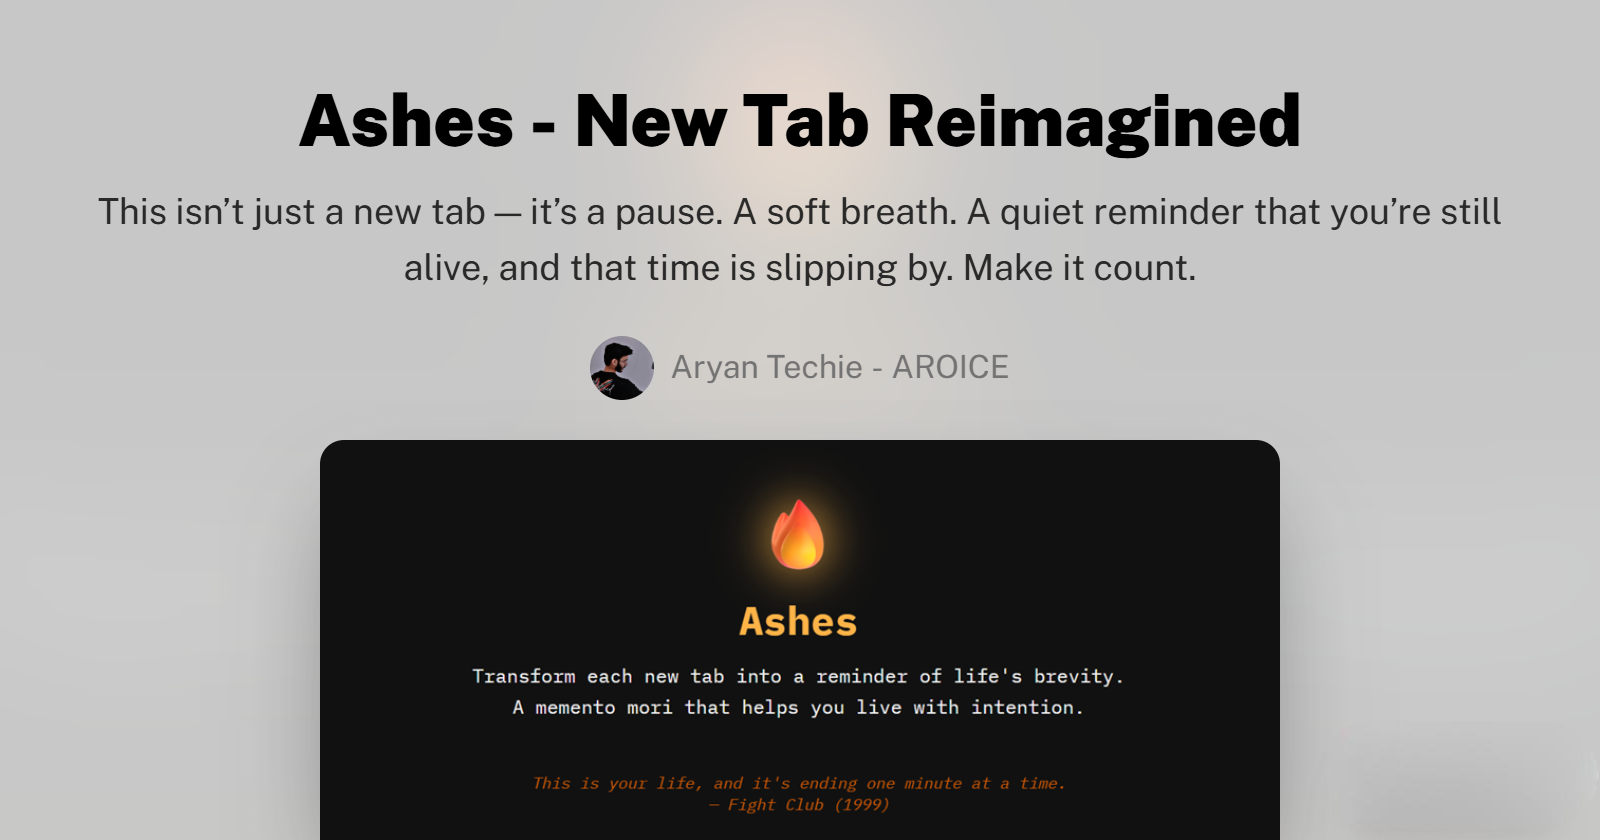 Ashes - New Tab Reimagined
This isn’t just a new tab — it’s a pause. A soft breath. A quiet reminder that you’re still
alive, and that time is slipping by. Make it count.
Aryan Techie - AROICE
Ashes
Transform each new tab into a reminder of life's brevity.
A memento mori that helps you live with intention.
This is your life, and it's ending one minute at a time.
— Fight Club (1999)